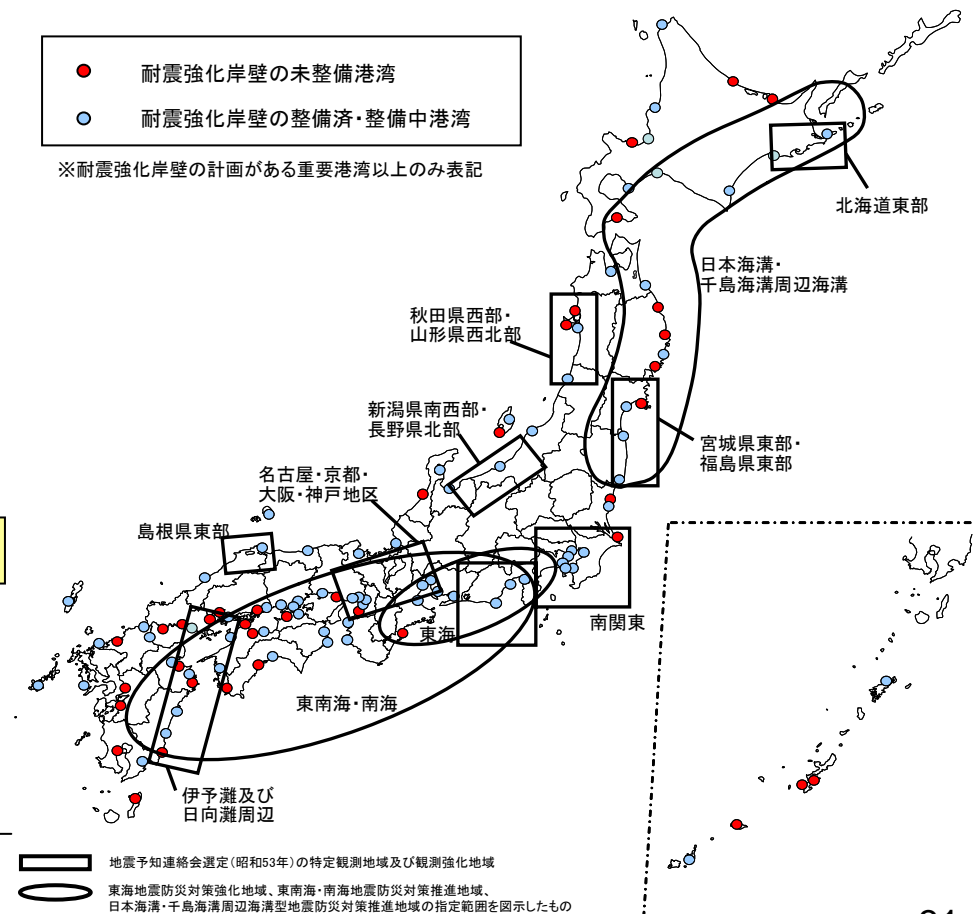 耐震強化岸壁の未整備港湾
耐震強化岸壁の整備済・整備中港湾
※耐震強化岸壁の計画がある重要港湾以上のみ表記
北海道東部
日本海溝・
千島海溝周辺海溝
秋田県西部・
山形県西北部
新潟県南西部・
長野県北部
宮城県東部・
福島県東部
名古屋・京都・
大阪・神戸地区
島根県東部
南関東
東海
東南海・南海
伊予灘及び
日向灘周辺
地震予知連絡会選定(昭和53年)の特定観測地域及び観測強化地域
東海地震防災対策強化地域、東南海・南海地震防災対策推進地域、
日本海溝・千島海溝周辺海溝型地震防災対策推進地域の指定範囲を図示したもの